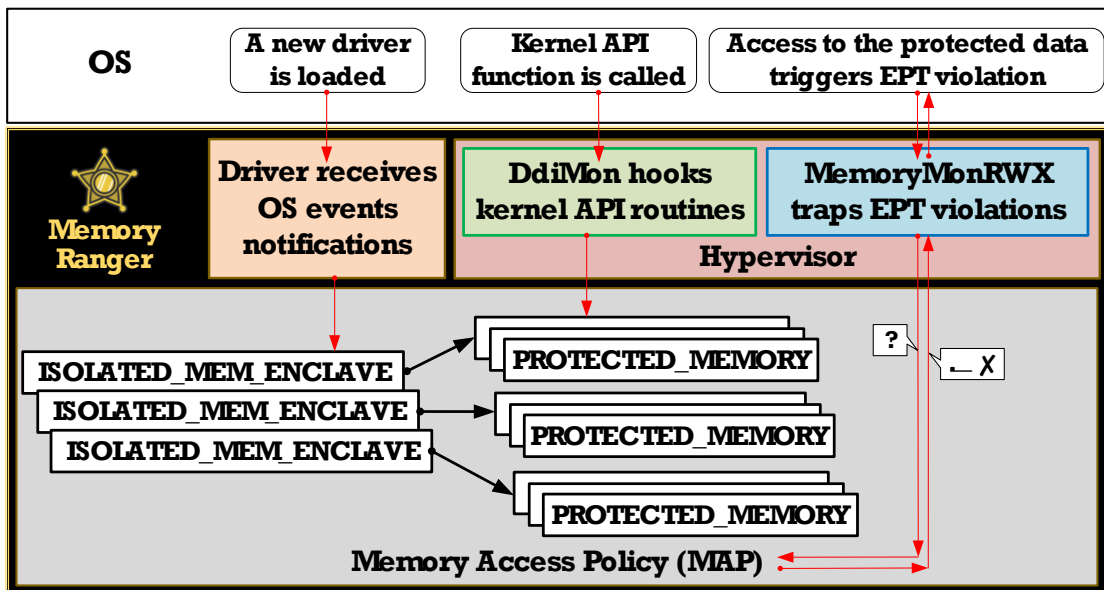 OS
A new driver
is loaded
Kernel API
function is called
Access to the protected data
triggers EPT violation
Memory
Ranger
Driver receives
OS events
notifications
DdiMon hooks
kernel API routines
MemoryMonRWX
traps EPT violations
Hypervisor
ISOLATED_MEM_ENCLAVE
ISOLATED_MEM_ENCLAVE
ISOLATED_MEM_ENCLAVE
PROTECTED_MEMORY
PROTECTED_MEMORY
PROTECTED_MEMORY
?
Memory Access Policy (MAP)